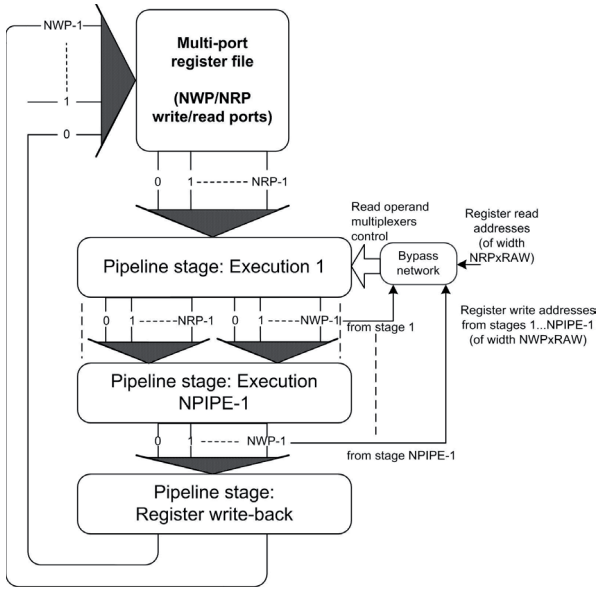 NWP-1
1
0
Multi-port
register file
(NWP/NRP
write/read ports)
0 1 NRP-1
Read operand
multiplexers
control
Register read
addresses
(of width
NRPxRAW)
Pipeline stage: Execution 1
Bypass
network
0 1 NRP-1 0 1 NWP-1
from stage 1
Register write addresses
from stages 1...NPIPE-1
(of width NWPxRAW)
Pipeline stage: Execution
NPIPE-1
0 1 NWP-1
from stage NPIPE-1
Pipeline stage:
Register write-back